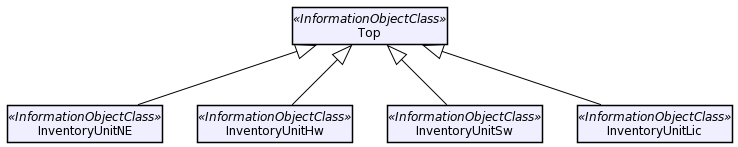 «InformationObjectClass»
Top
«InformationObjectClass»
InventoryUnitNE
«InformationObjectClass»
InventoryUnitHw
«InformationObjectClass»
InventoryUnitSw
«InformationObjectClass»
InventoryUnitLic